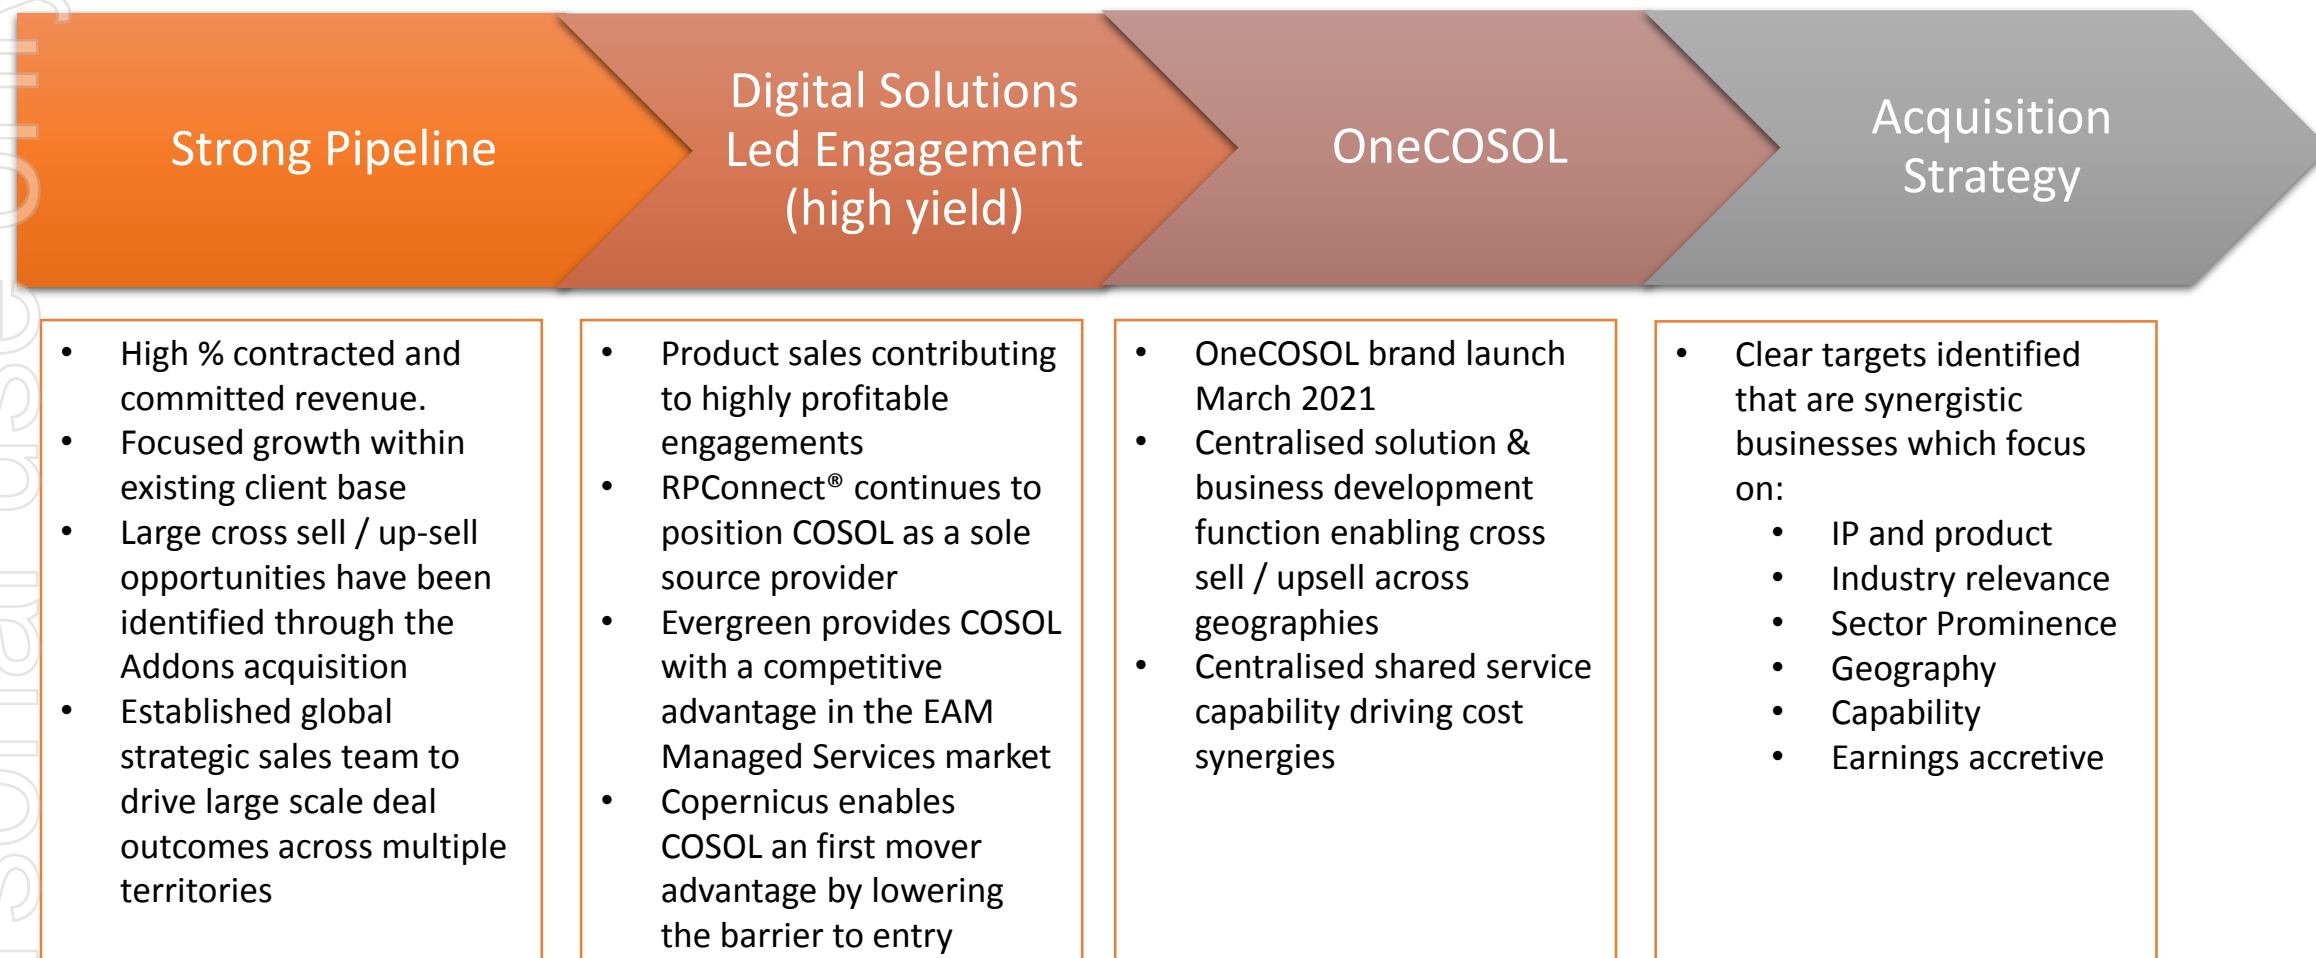 Strong Pipeline
Digital Solutions
Led Engagement
(high yield)
OneCOSOL
Acquisition
Strategy
• High % contracted and
committed revenue.
• Focused growth within
existing client base
• Large cross sell / up-sell
opportunities have been
identified through the
Addons acquisition
• Established global
strategic sales team to
drive large scale deal
outcomes across multiple
territories
• Product sales contributing
to highly profitable
engagements
• RPConnect® continues to
position COSOL as a sole
source provider
• Evergreen provides COSOL
with a competitive
advantage in the EAM
Managed Services market
• Copernicus enables
COSOL an first mover
advantage by lowering
the barrier to entry
• OneCOSOL brand launch
March 2021
• Centralised solution &
business development
function enabling cross
sell / upsell across
geographies
• Centralised shared service
capability driving cost
synergies
• Clear targets identified
that are synergistic
businesses which focus
on:
• IP and product
• Industry relevance
• Sector Prominence
• Geography
• Capability
• Earnings accretive